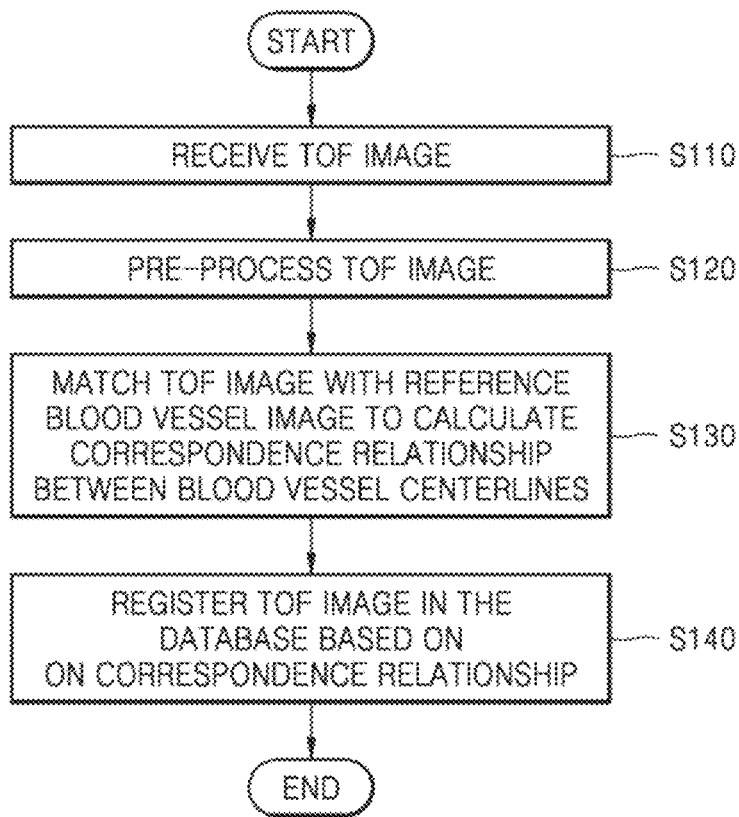 START
RECEIVE TOF IMAGE
S110
PRE-PROCESS TOF IMAGE
S120
MATCH TOF IMAGE WITH REFERENCE
BLOOD VESSEL IMAGE TO CALCULATE
CORRESPONDENCE RELATIONSHIP
BETWEEN BLOOD VESSEL CENTERLINES
S130
REGISTER TOF IMAGE IN THE
DATABASE BASED ON
ON CORRESPONDENCE RELATIONSHIP
S140
END